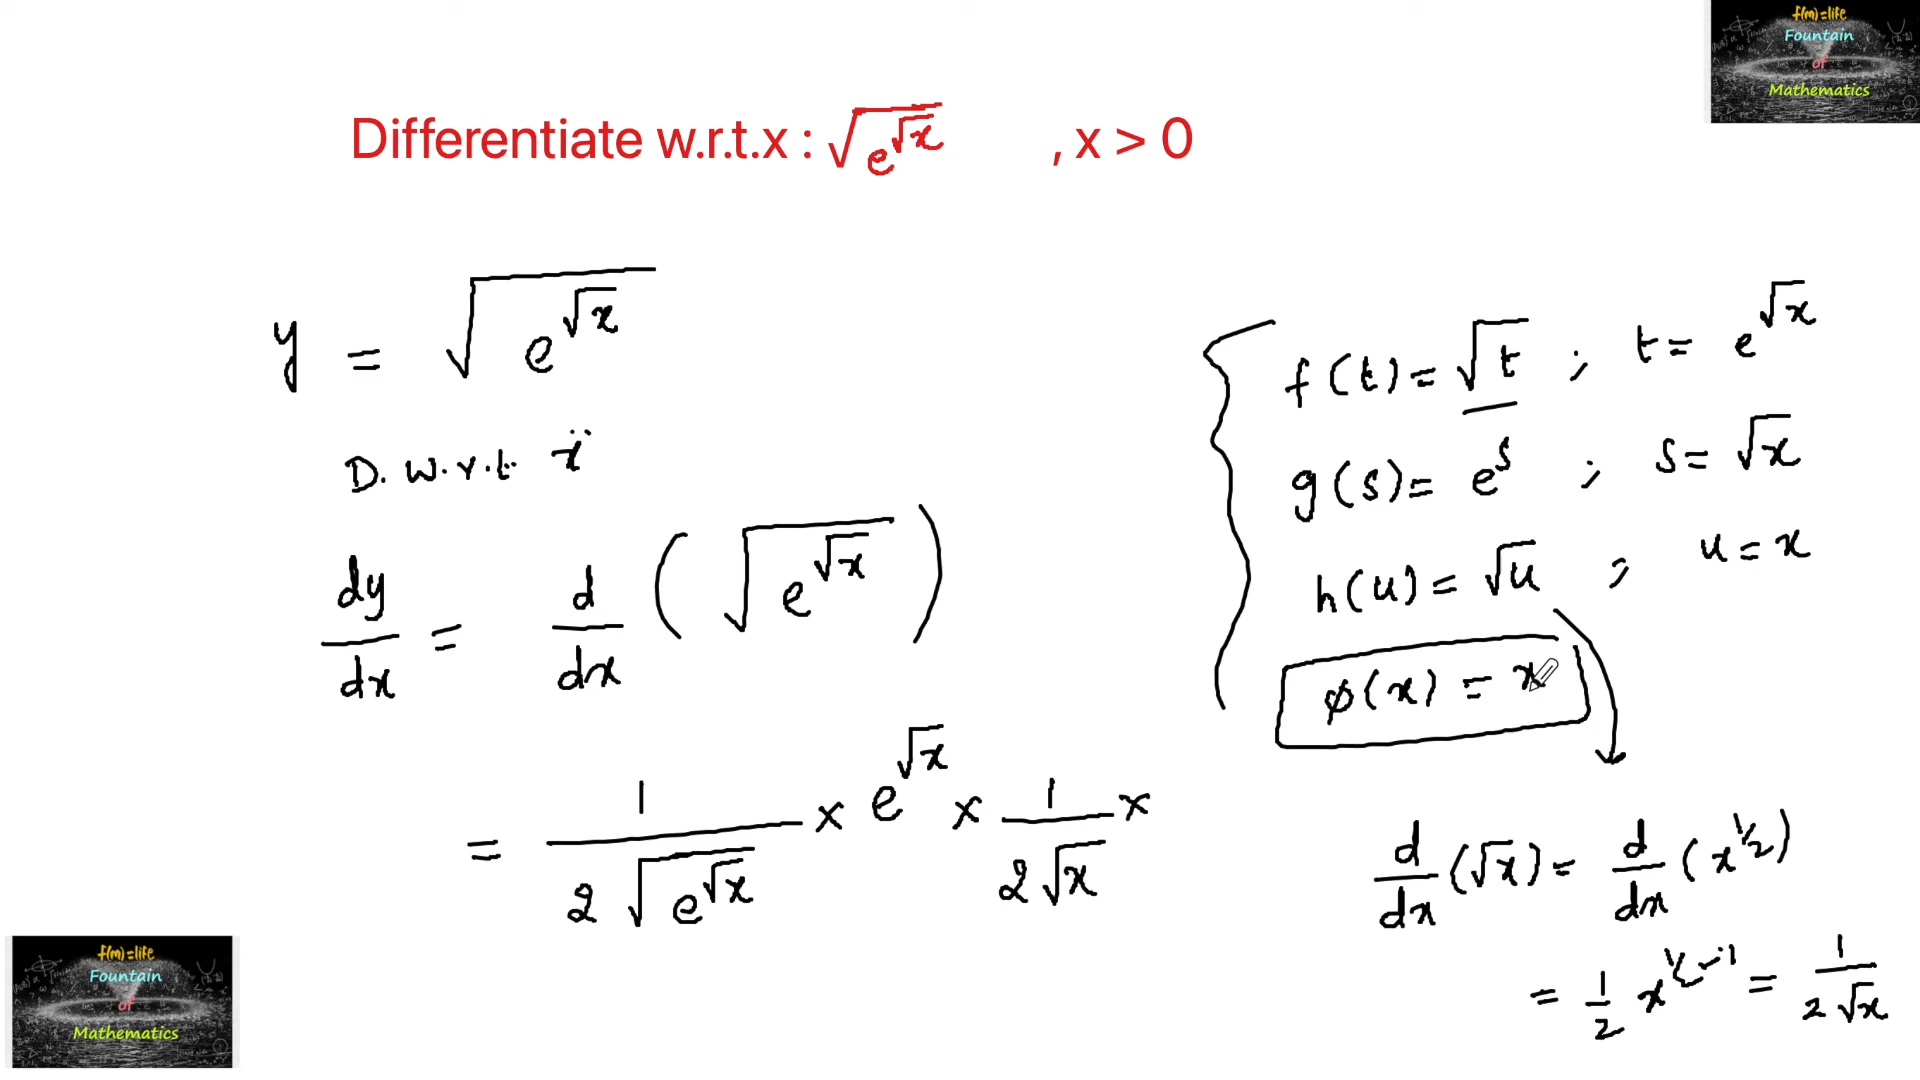 f(m)=life
Fountain
of
Mathematics
Differentiate w.r.t.x : √(e^√x) , x > 0
y = √(e^√x)
D. w.r.t. x
dy/dx = d/dx (√(e^√x))
= 1/(2√(e^√x)) × e^√x × 1/(2√x) ×
f(t) = √t ; t = e^√x
g(s) = e^s ; s = √x
h(u) = √u ; u = x
φ(x) = x
d/dx (√x) = d/dx (x^1/2)
= 1/2 x^(1/2 - 1) = 1/(2√x)
f(m)=life
Fountain
of
Mathematics